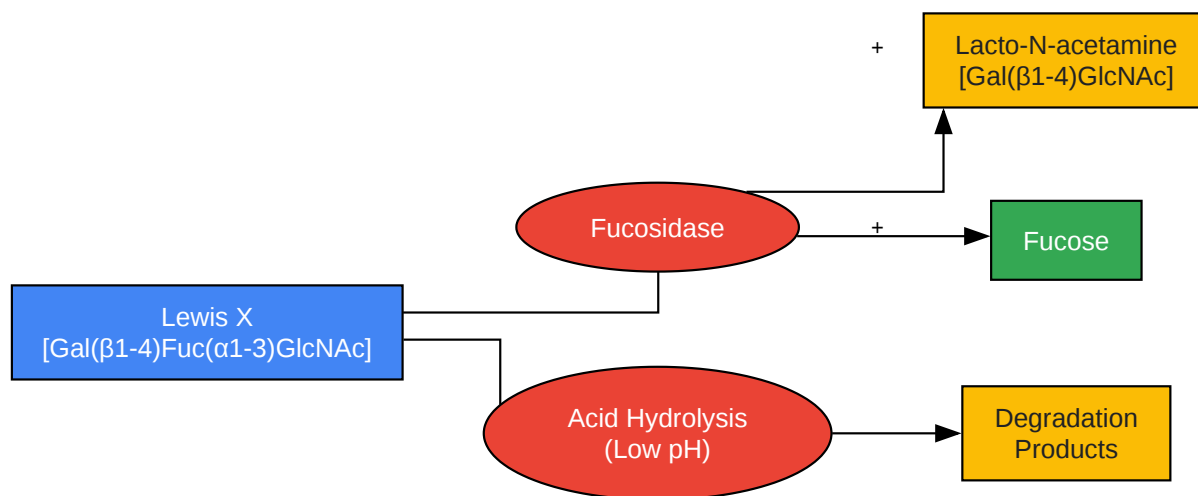 +
Lacto-N-acetamine
[Gal(β1-4)GlcNAc]
Fucosidase
+
Fucose
Lewis X
[Gal(β1-4)Fuc(α1-3)GlcNAc]
Acid Hydrolysis
(Low pH)
Degradation
Products